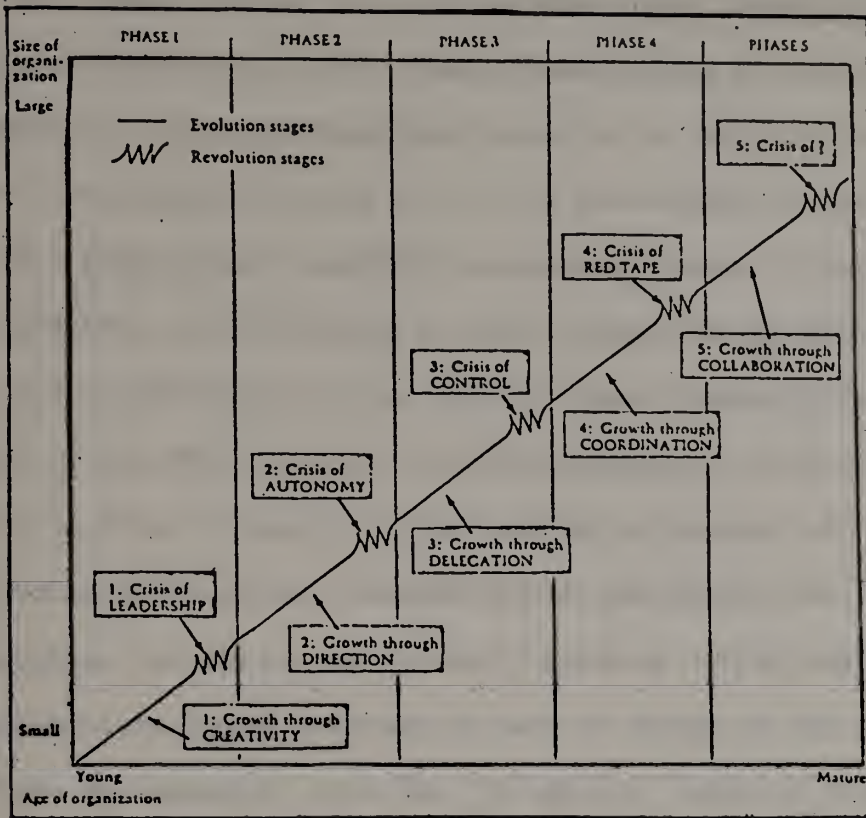 PHASE 1
PHASE 2
PHASE 3
PHASE 4
PHASE 5
Size of
organi-
zation
Large
Evolution stages
Revolution stages
5: Crisis of ?
4: Crisis of
RED TAPE
5: Growth through
COLLABORATION
3: Crisis of
CONTROL
4: Growth through
COORDINATION
2: Crisis of
AUTONOMY
3: Growth through
DELEGATION
1. Crisis of
LEADERSHIP
2: Growth through
DIRECTION
Small
1: Growth through
CREATIVITY
Young
Mature
Age of organization